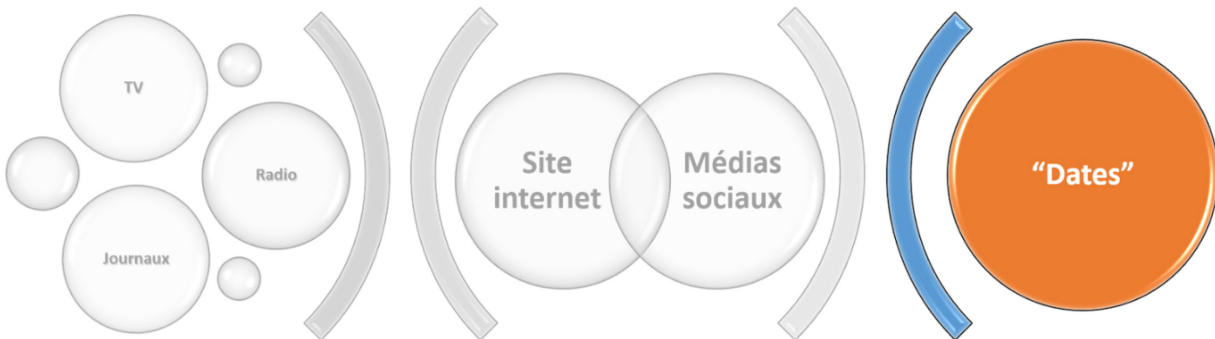 TV
Radio
Journaux
Site
internet
Médias
sociaux
“Dates”